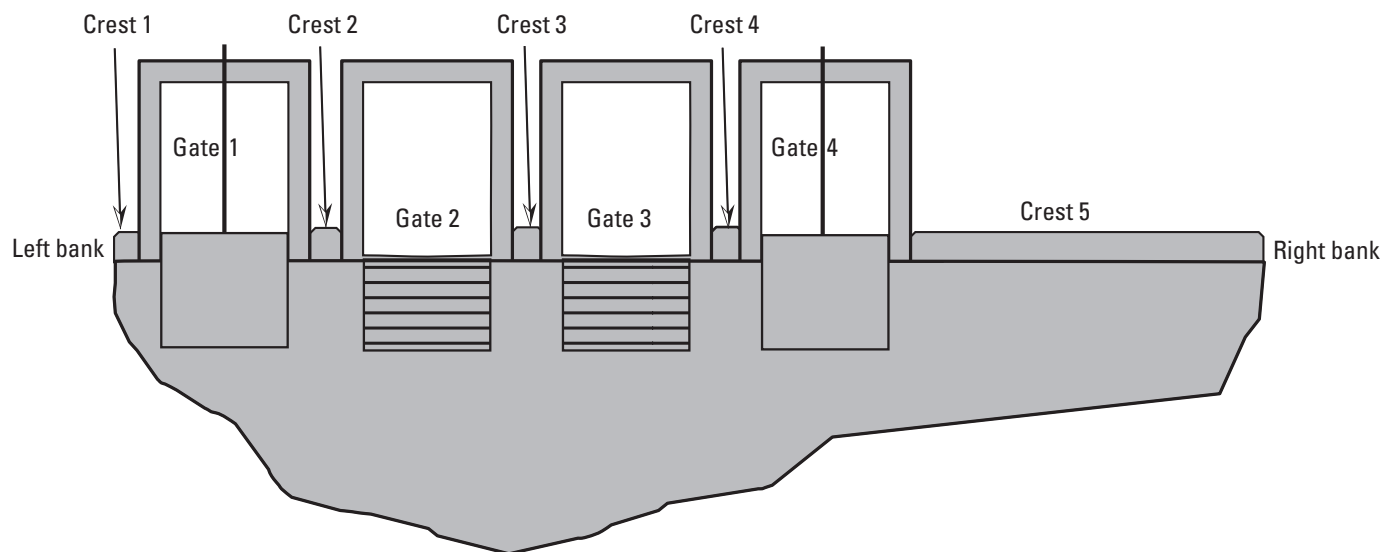 Crest 1
Crest 2
Crest 3
Crest 4
Gate 1
Gate 4
Gate 2
Gate 3
Crest 5
Left bank
Right bank